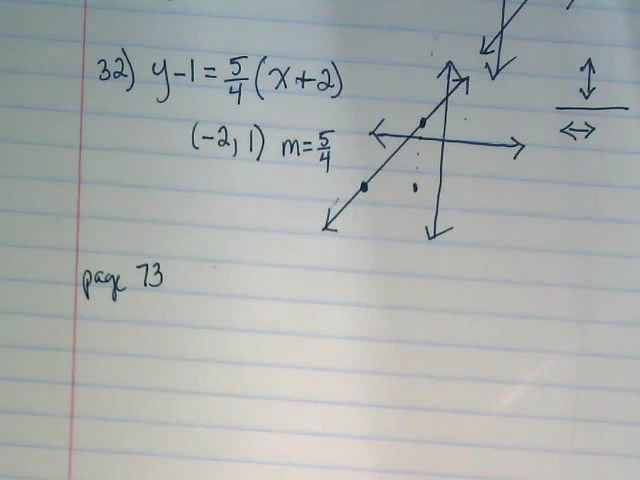 32) y-1 = 5/4 (x+2)
(-2, 1) m = 5/4
page 73